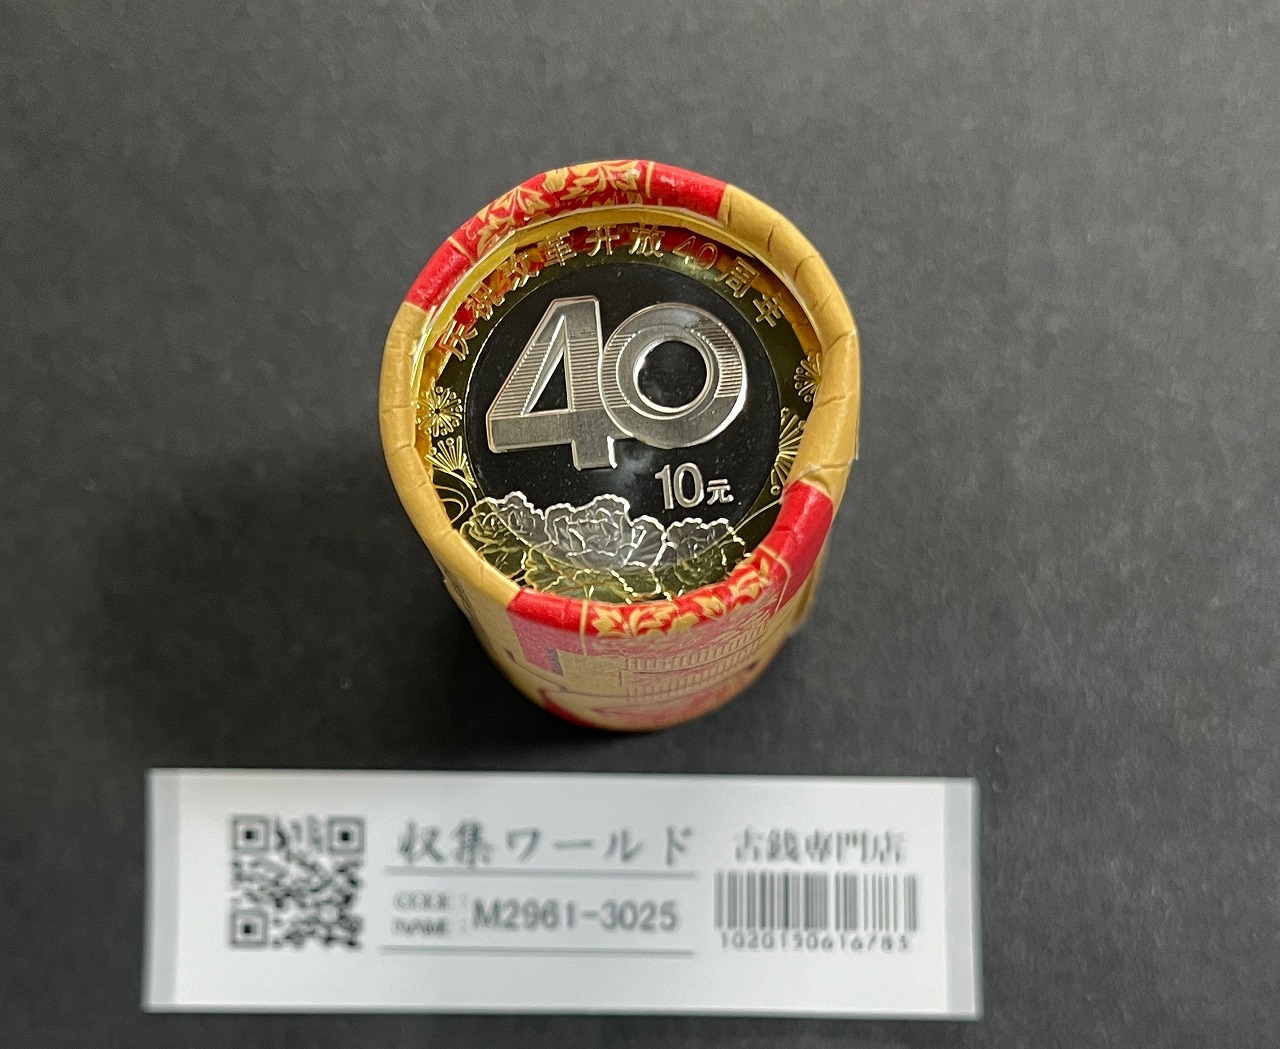 庆祝改革开放40周年
40
10元
収集ワールド 古銭専門店
CODE :
NAME : M2961-3025
1020150616785